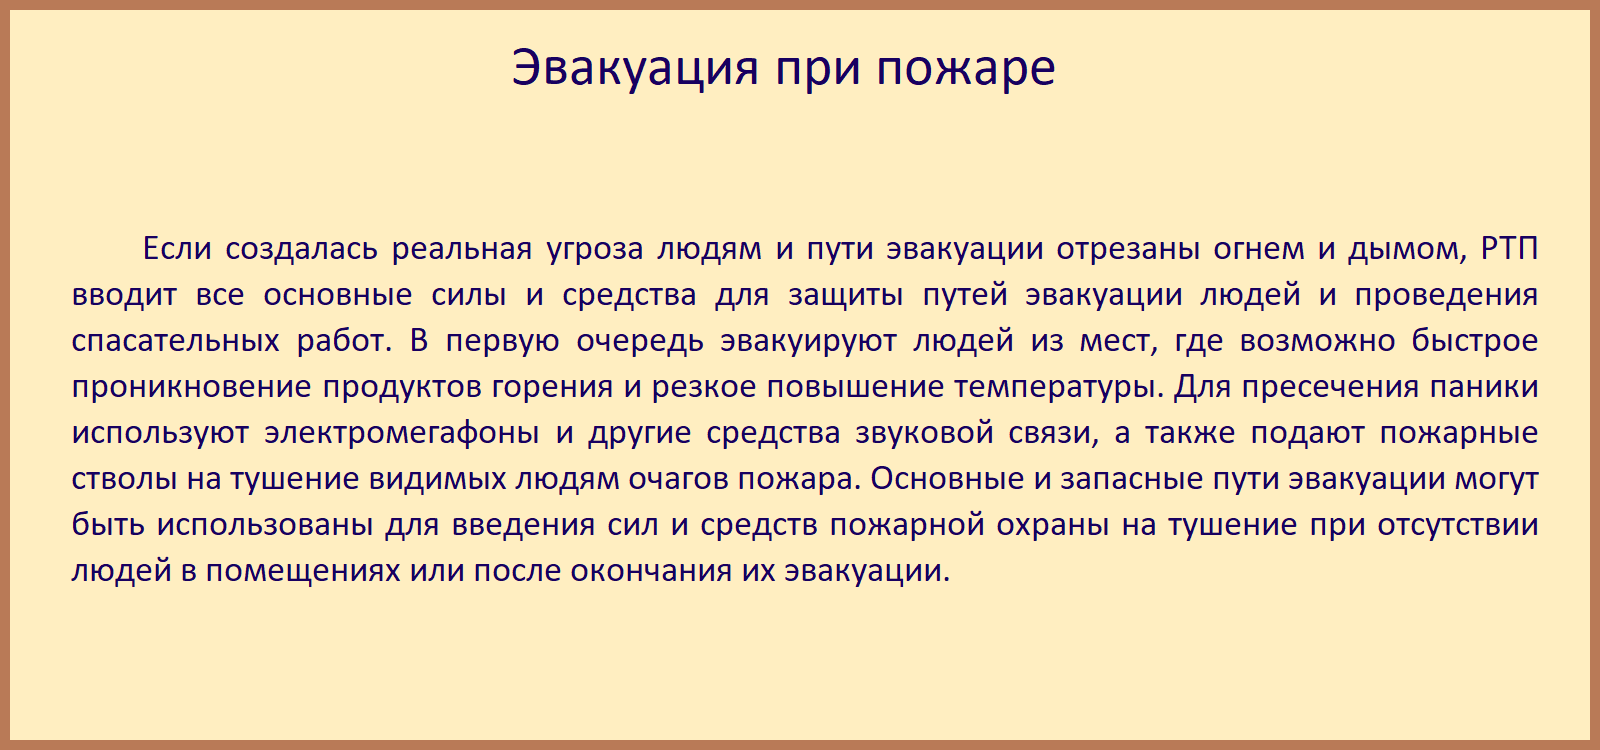 Эвакуация при пожаре
Если создалась реальная угроза людям и пути эвакуации отрезаны огнем и дымом, РТП
вводит все основные силы и средства для защиты путей эвакуации людей и проведения
спасательных работ. В первую очередь эвакуируют людей из мест, где возможно быстрое
проникновение продуктов горения и резкое повышение температуры. Для пресечения паники
используют электромегафоны и другие средства звуковой связи, а также подают пожарные
стволы на тушение видимых людям очагов пожара. Основные и запасные пути эвакуации могут
быть использованы для введения сил и средств пожарной охраны на тушение при отсутствии
людей в помещениях или после окончания их эвакуации.